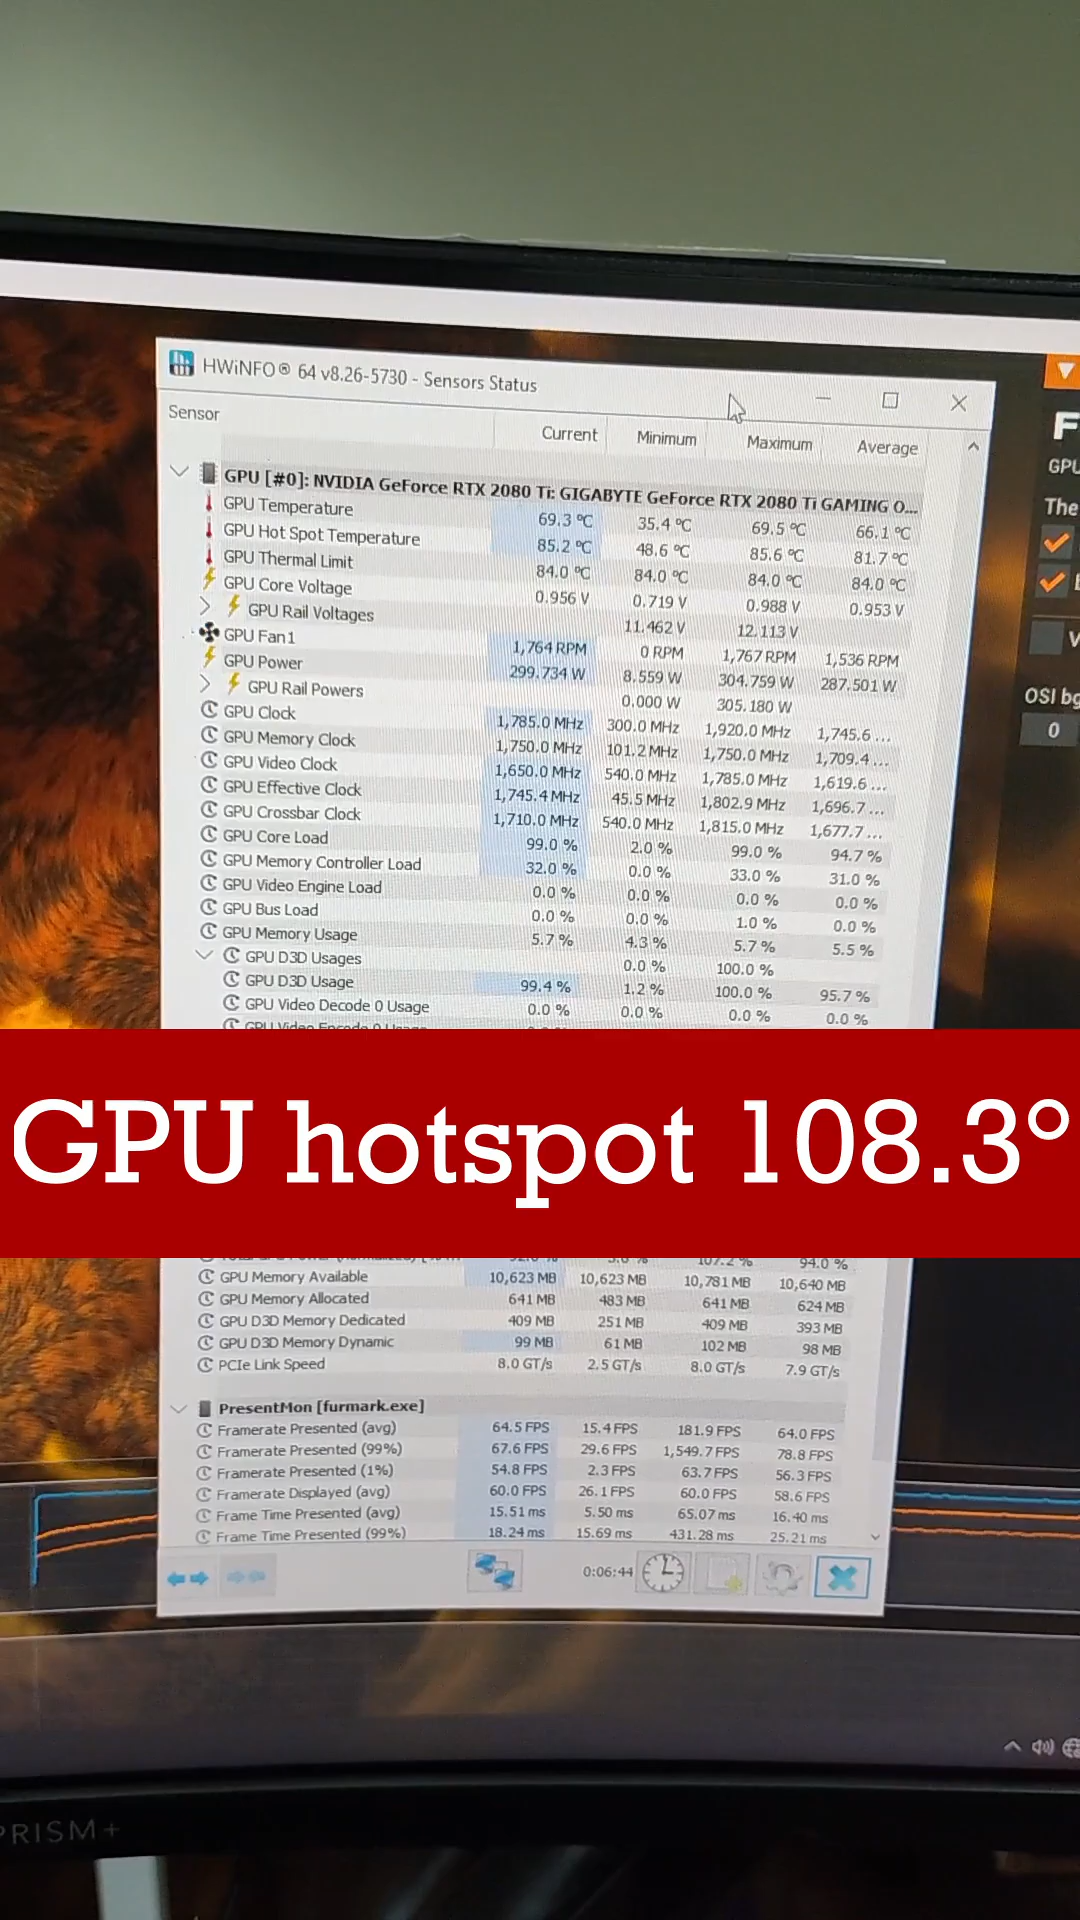 HWiNFO® 64 v8.26-5730 - Sensors Status
Sensor Current Minimum Maximum Average
GPU [#0]: NVIDIA GeForce RTX 2080 Ti: GIGABYTE GeForce RTX 2080 Ti GAMING O...
GPU Temperature 69.3 °C 35.4 °C 69.5 °C 66.1 °C
GPU Hot Spot Temperature 85.2 °C 48.6 °C 85.6 °C 81.7 °C
GPU Thermal Limit 84.0 °C 84.0 °C 84.0 °C 84.0 °C
GPU Core Voltage 0.956 V 0.719 V 0.988 V 0.953 V
GPU Rail Voltages 11.462 V 12.113 V
GPU Fan1 1,764 RPM 0 RPM 1,767 RPM 1,536 RPM
GPU Power 299.734 W 8.559 W 304.759 W 287.501 W
GPU Rail Powers 0.000 W 305.180 W
GPU Clock 1,785.0 MHz 300.0 MHz 1,920.0 MHz 1,745.6 ...
GPU Memory Clock 1,750.0 MHz 101.2 MHz 1,750.0 MHz 1,709.4 ...
GPU Video Clock 1,650.0 MHz 540.0 MHz 1,785.0 MHz 1,619.6 ...
GPU Effective Clock 1,745.4 MHz 45.5 MHz 1,802.9 MHz 1,696.7 ...
GPU Crossbar Clock 1,710.0 MHz 540.0 MHz 1,815.0 MHz 1,677.7 ...
GPU Core Load 99.0 % 2.0 % 99.0 % 94.7 %
GPU Memory Controller Load 32.0 % 0.0 % 33.0 % 31.0 %
GPU Video Engine Load 0.0 % 0.0 % 0.0 % 0.0 %
GPU Bus Load 0.0 % 0.0 % 1.0 % 0.0 %
GPU Memory Usage 5.7 % 4.3 % 5.7 % 5.5 %
GPU D3D Usages 0.0 % 100.0 %
GPU D3D Usage 99.4 % 1.2 % 100.0 % 95.7 %
GPU Video Decode 0 Usage 0.0 % 0.0 % 0.0 % 0.0 %
GPU hotspot 108.3°
GPU Memory Available 10,623 MB 10,623 MB 10,781 MB 10,640 MB
GPU Memory Allocated 641 MB 483 MB 641 MB 624 MB
GPU D3D Memory Dedicated 409 MB 251 MB 409 MB 393 MB
GPU D3D Memory Dynamic 99 MB 61 MB 102 MB 98 MB
PCIe Link Speed 8.0 GT/s 2.5 GT/s 8.0 GT/s 7.9 GT/s
PresentMon [furmark.exe]
Framerate Presented (avg) 64.5 FPS 15.4 FPS 181.9 FPS 64.0 FPS
Framerate Presented (99%) 67.6 FPS 29.6 FPS 1,549.7 FPS 78.8 FPS
Framerate Presented (1%) 54.8 FPS 2.3 FPS 63.7 FPS 56.3 FPS
Framerate Displayed (avg) 60.0 FPS 26.1 FPS 60.0 FPS 58.6 FPS
Frame Time Presented (avg) 15.51 ms 5.50 ms 65.07 ms 16.40 ms
Frame Time Presented (99%) 18.24 ms 15.69 ms 431.28 ms 25.21 ms
0:06:44
F
GPU
The
OSI bg
0
PRISM+